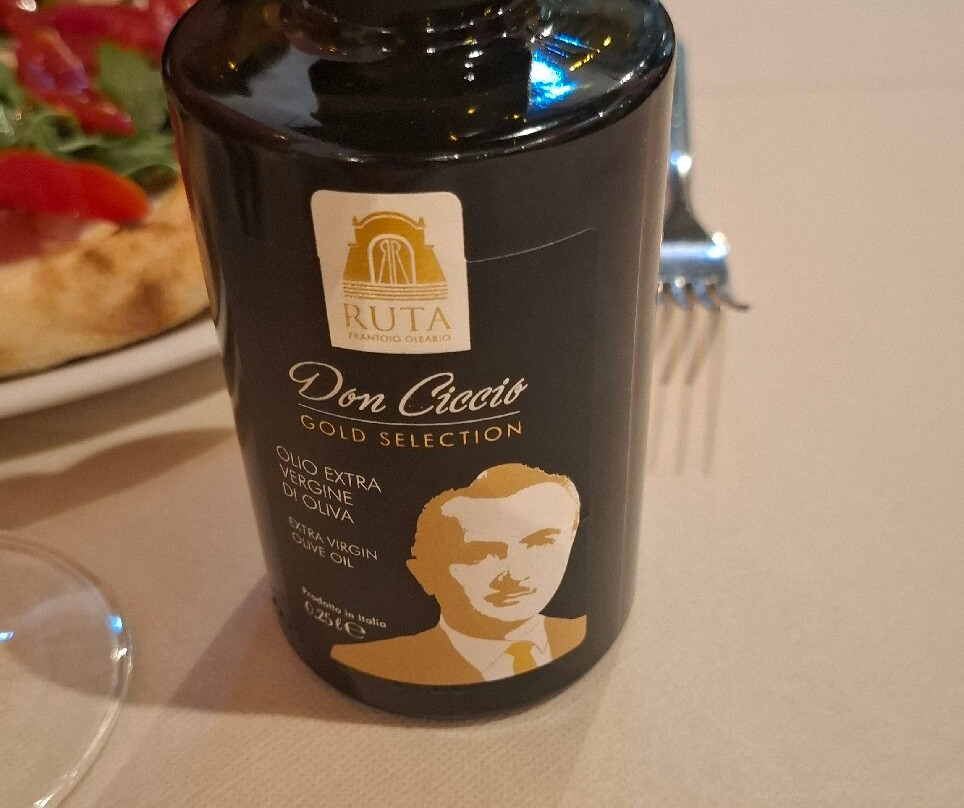 RUTA
FRANTOIO OLEARIO
Don Ciccio
GOLD SELECTION
OLIO EXTRA
VERGINE
DI OLIVA
EXTRA VIRGIN
OLIVE OIL
Prodotto in Italia
0,25 ℓ ℮